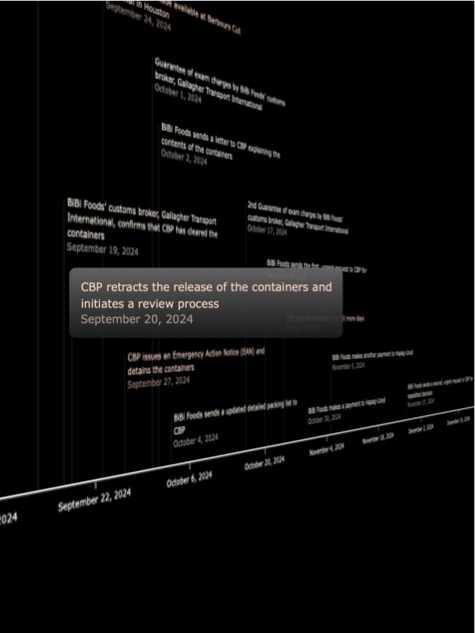 al in Houston
September 24, 2024
available at Barbours Cut
Guarantee of exam charges by BiBi Foods' customs
broker, Gallagher Transport International
October 1, 2024
BiBi Foods sends a letter to CBP explaining the
contents of the containers
October 2, 2024
BiBi Foods' customs broker, Gallagher Transport
International, confirms that CBP has cleared the
containers
September 19, 2024
2nd Guarantee of exam charges by BiBi Foods'
customs broker, Gallagher Transport International
October 17, 2024
BiBi Foods sends the first urgent request to CBP for
CBP retracts the release of the containers and
initiates a review process
September 20, 2024
more days
CBP issues an Emergency Action Notice (EAN) and
detains the containers
September 27, 2024
BiBi Foods makes another payment to Hapag-Lloyd
November 5, 2024
BiBi Foods sends a updated detailed packing list to
CBP
October 4, 2024
BiBi Foods makes a payment to Hapag-Lloyd
October 30, 2024
BiBi Foods sends a second, urgent request to CBP for
expedited decision
2024
September 22, 2024
October 6, 2024
October 20, 2024
November 4, 2024
November 18, 2024
December 2, 2024
December 16, 2024